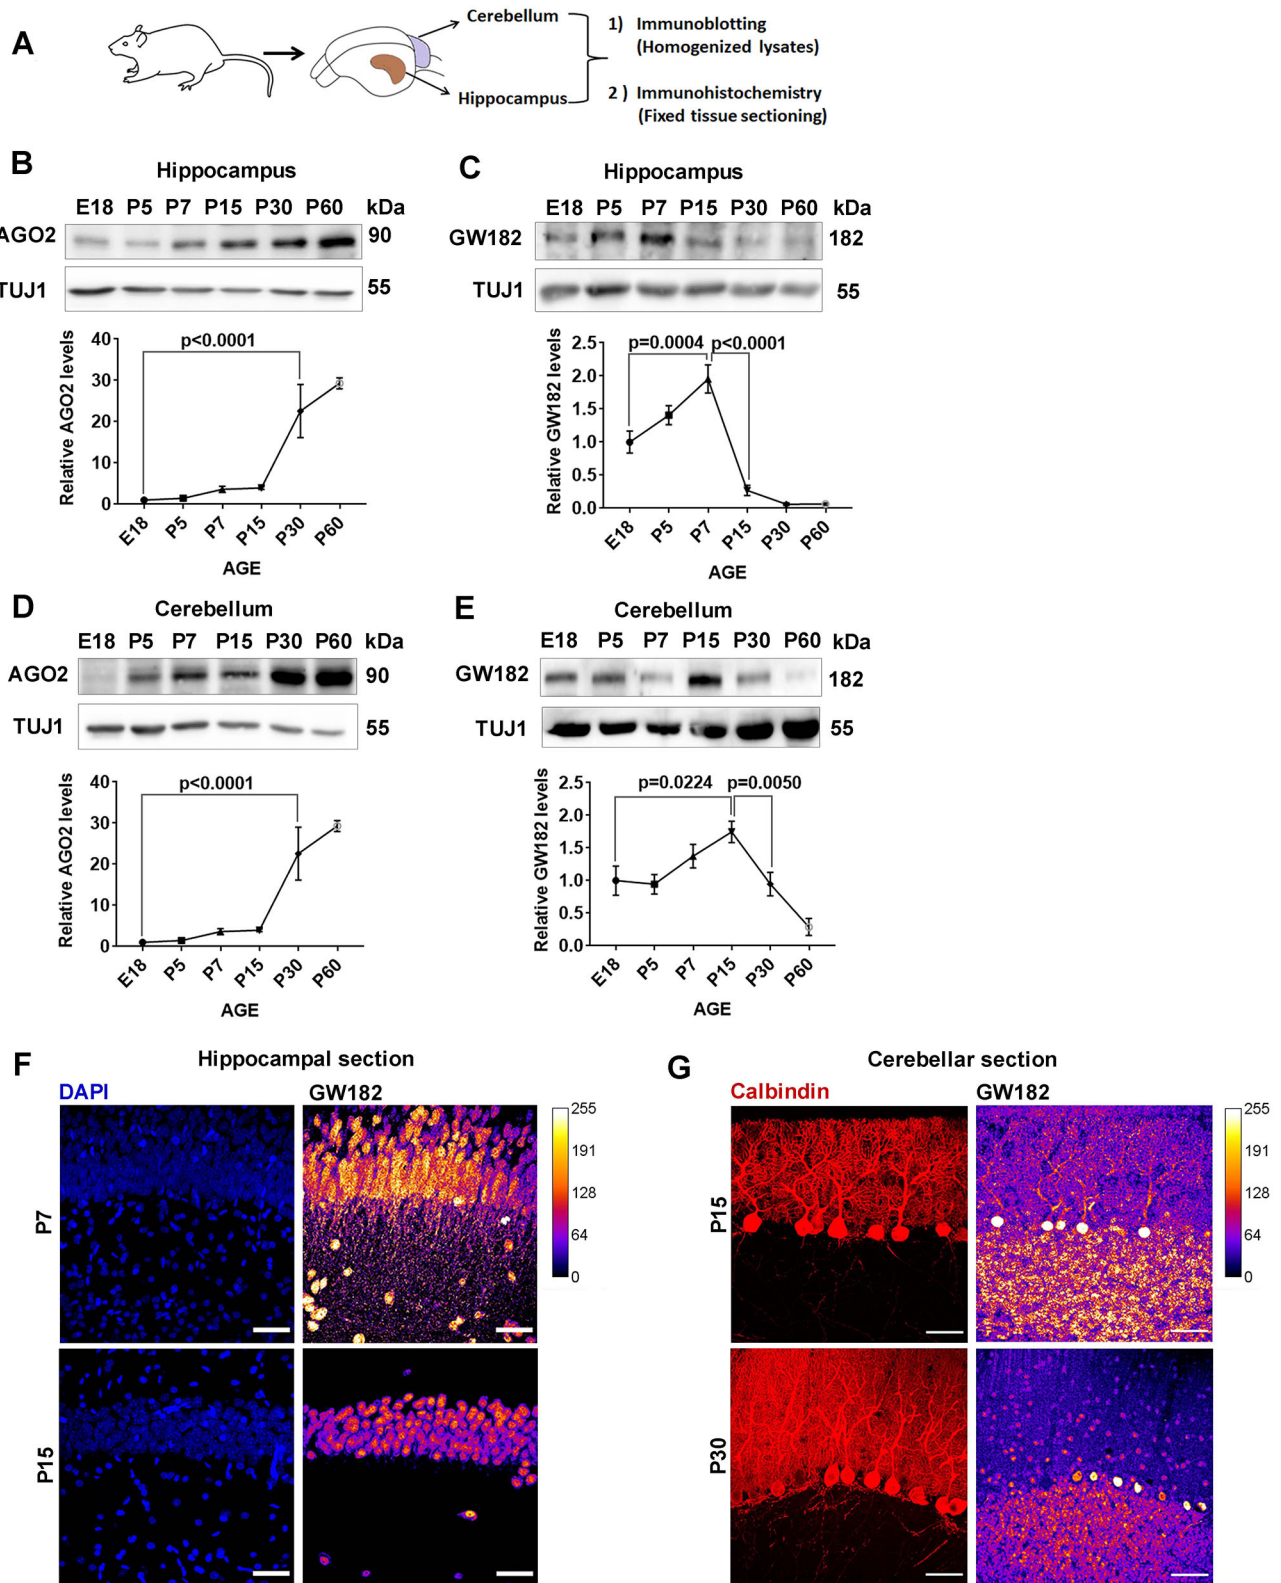 A
Cerebellum
Hippocampus
1) Immunoblotting
(Homogenized lysates)
2 ) Immunohistochemistry
(Fixed tissue sectioning)
B
Hippocampus
E18 P5 P7 P15 P30 P60 kDa
AGO2 90
TUJ1 55
Relative AGO2 levels
40
30
20
10
0
p<0.0001
E18 P5 P7 P15 P30 P60
AGE
C
Hippocampus
E18 P5 P7 P15 P30 P60 kDa
GW182 182
TUJ1 55
Relative GW182 levels
2.5
2.0
1.5
1.0
0.5
0.0
p=0.0004 p<0.0001
E18 P5 P7 P15 P30 P60
AGE
D
Cerebellum
E18 P5 P7 P15 P30 P60 kDa
AGO2 90
TUJ1 55
Relative AGO2 levels
40
30
20
10
0
p<0.0001
E18 P5 P7 P15 P30 P60
AGE
E
Cerebellum
E18 P5 P7 P15 P30 P60 kDa
GW182 182
TUJ1 55
Relative GW182 levels
2.5
2.0
1.5
1.0
0.5
0.0
p=0.0224 p=0.0050
E18 P5 P7 P15 P30 P60
AGE
F
Hippocampal section
DAPI GW182
P7
P15
255
191
128
64
0
G
Cerebellar section
Calbindin GW182
P15
P30
255
191
128
64
0